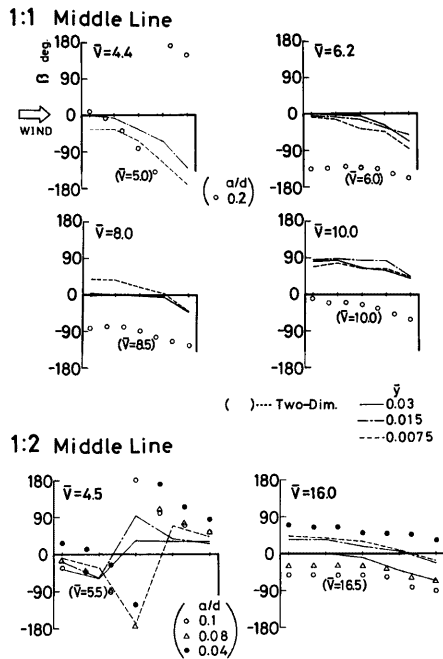 1:1 Middle Line
β deg.
180
90
0
-90
-180
V̄=4.4
WIND
(V̄=5.0)
180
90
0
-90
-180
V̄=6.2
(V̄=6.0)
( a/d
○ 0.2 )
180
90
0
-90
-180
V̄=8.0
(V̄=8.5)
180
90
0
-90
-180
V̄=10.0
(V̄=10.0)
( )---- Two-Dim.
ȳ
0.03
0.015
0.0075
1:2 Middle Line
180
90
0
-90
-180
V̄=4.5
(V̄=5.5)
( a/d
○ 0.1
△ 0.08
● 0.04 )
180
90
0
-90
-180
V̄=16.0
(V̄=16.5)